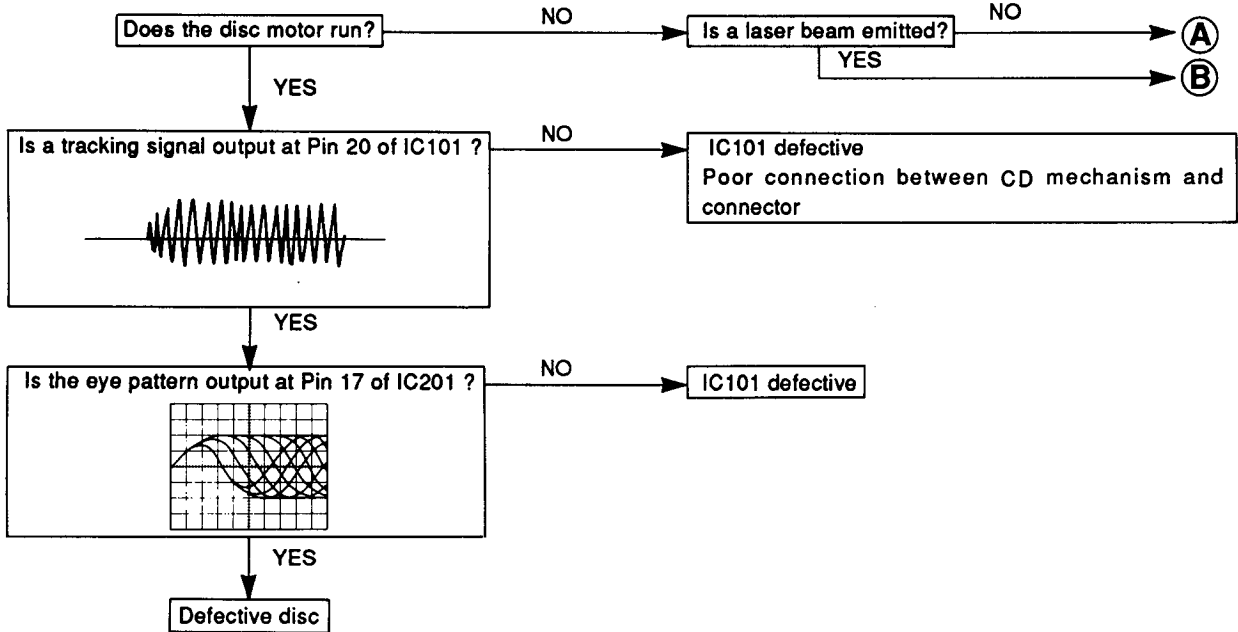 Does the disc motor run?
NO
Is a laser beam emitted?
NO
A
YES
B
YES
Is a tracking signal output at Pin 20 of IC101 ?
NO
IC101 defective
Poor connection between CD mechanism and
connector
YES
Is the eye pattern output at Pin 17 of IC201 ?
NO
IC101 defective
YES
Defective disc